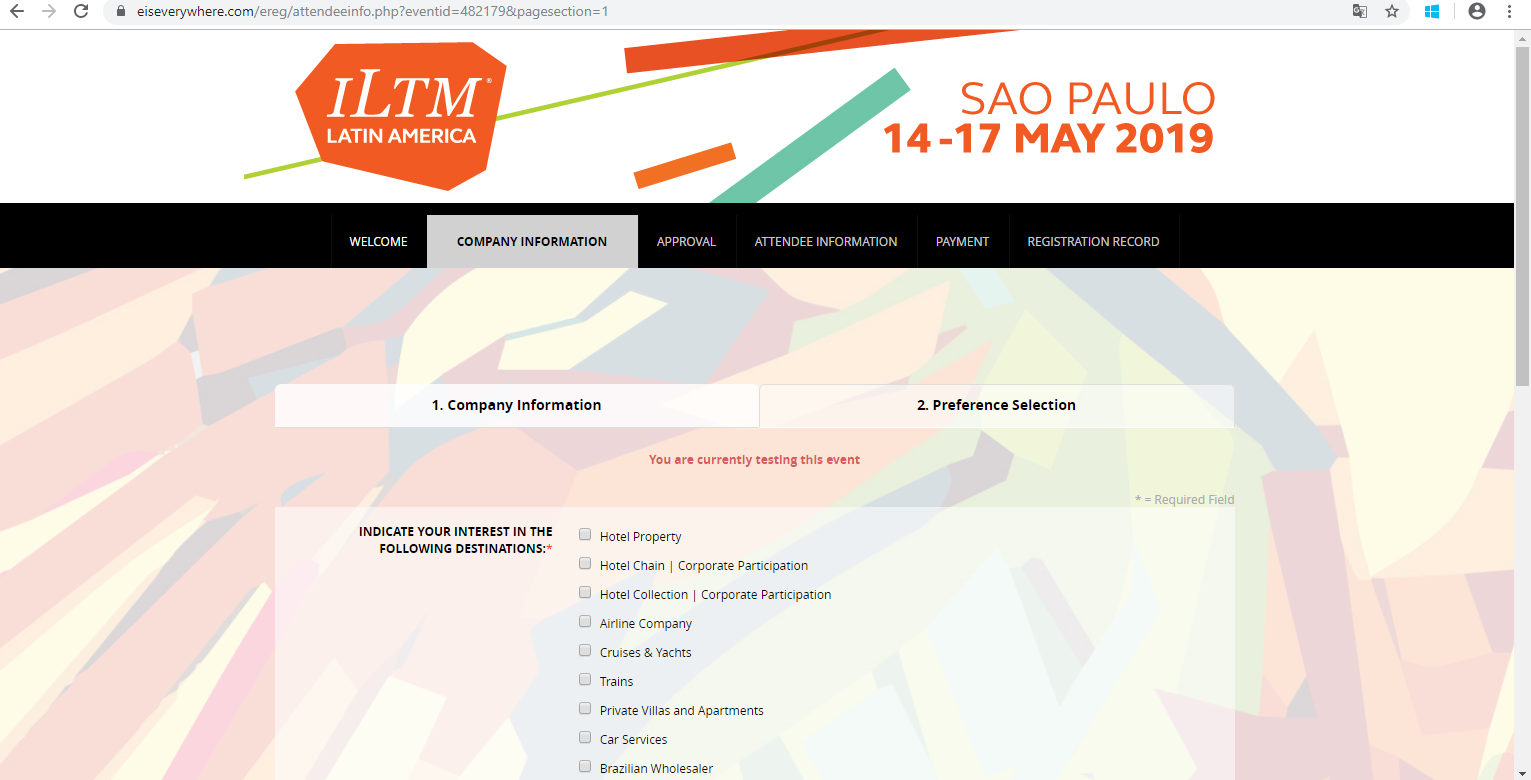 eiseverywhere.com/ereg/attendeeinfo.php?eventid=482179&pagesection=1
ILTM®
LATIN AMERICA
SAO PAULO
14-17 MAY 2019
WELCOME
COMPANY INFORMATION
APPROVAL
ATTENDEE INFORMATION
PAYMENT
REGISTRATION RECORD
1. Company Information
2. Preference Selection
You are currently testing this event
* = Required Field
INDICATE YOUR INTEREST IN THE
FOLLOWING DESTINATIONS:*
Hotel Property
Hotel Chain | Corporate Participation
Hotel Collection | Corporate Participation
Airline Company
Cruises & Yachts
Trains
Private Villas and Apartments
Car Services
Brazilian Wholesaler